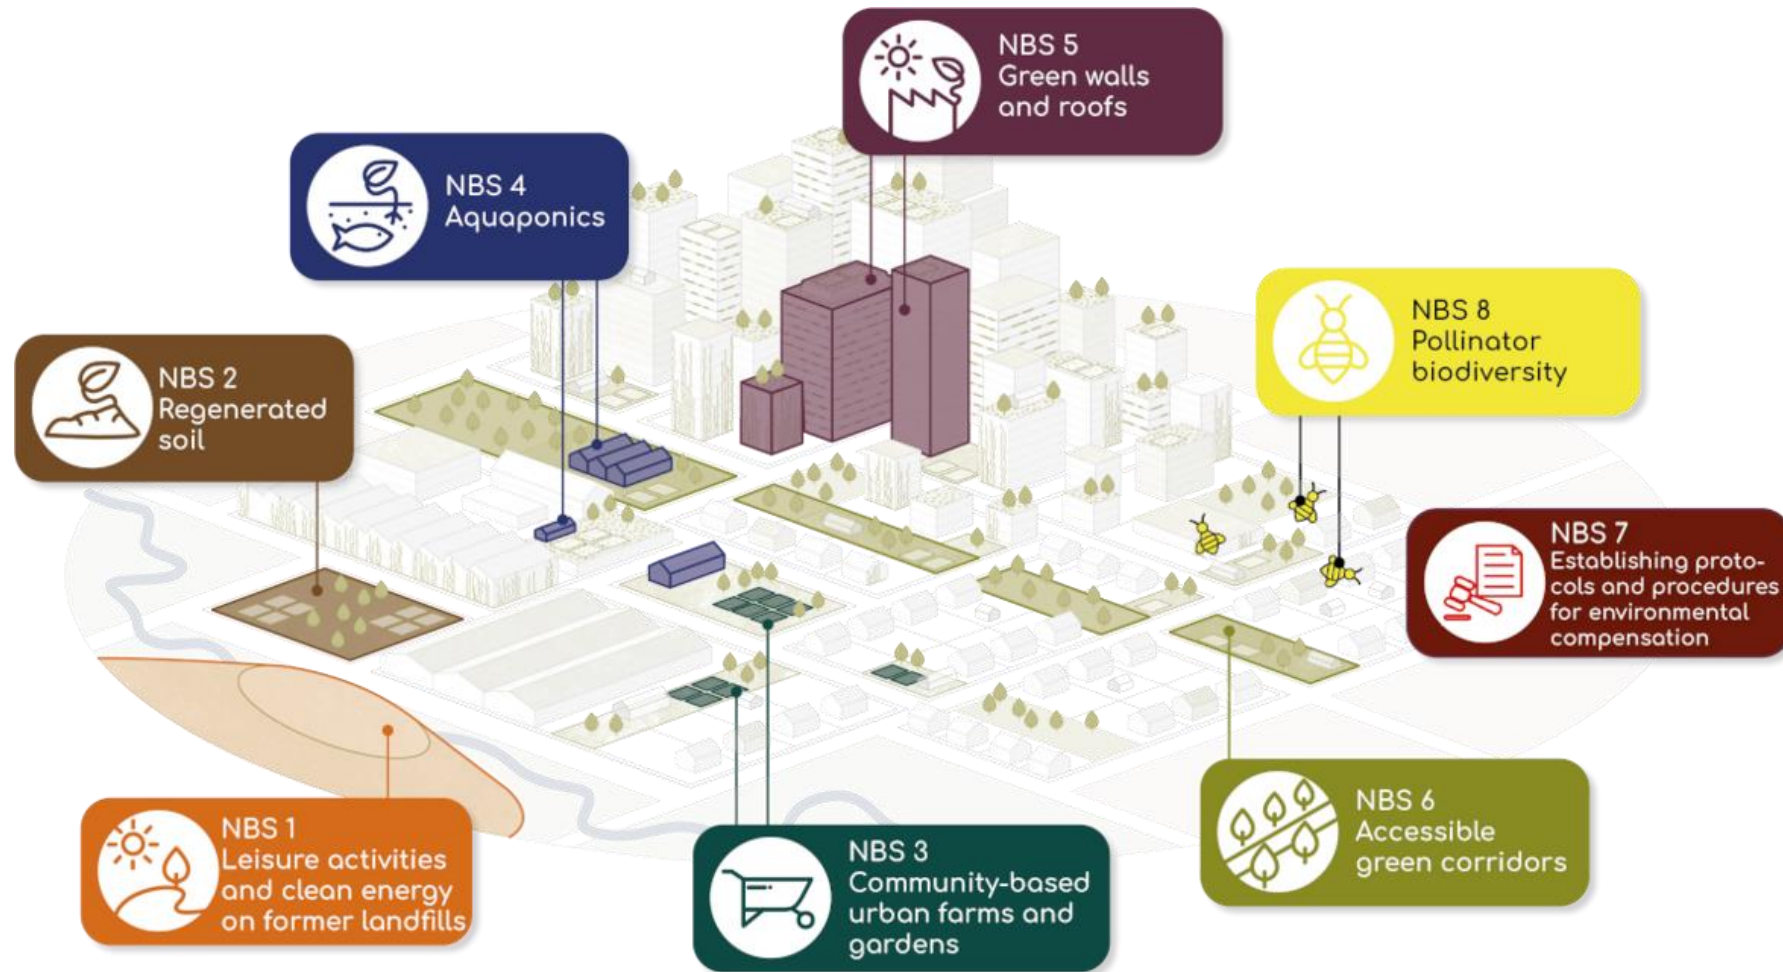 NBS 5
Green walls
and roofs
NBS 4
Aquaponics
NBS 8
Pollinator
biodiversity
NBS 2
Regenerated
soil
NBS 7
Establishing proto-
cols and procedures
for environmental
compensation
NBS 6
Accessible
green corridors
NBS 1
Leisure activities
and clean energy
on former landfills
NBS 3
Community-based
urban farms and
gardens